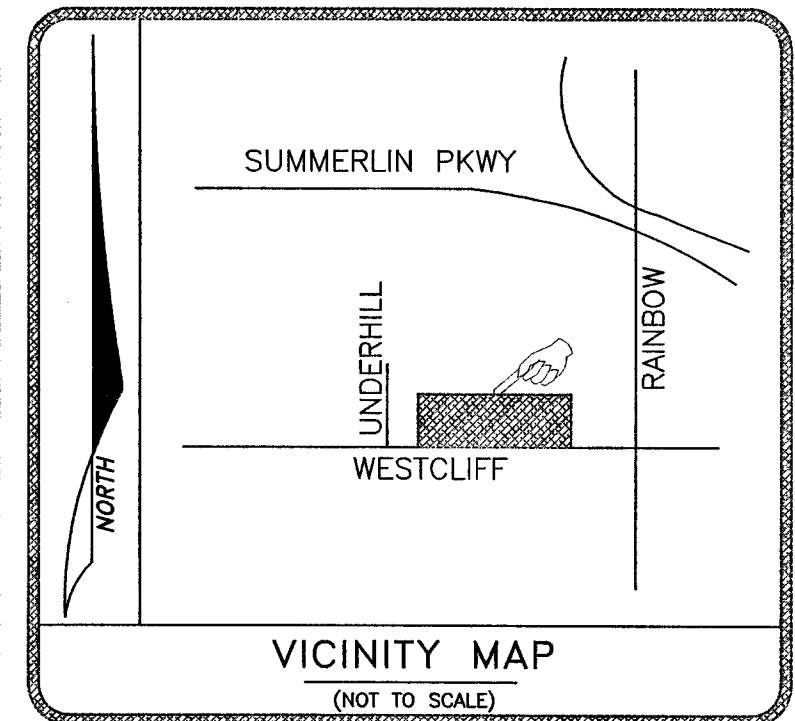 SUMMERLIN PKWY
UNDERHILL
RAINBOW
WESTCLIFF
NORTH
VICINITY MAP
(NOT TO SCALE)